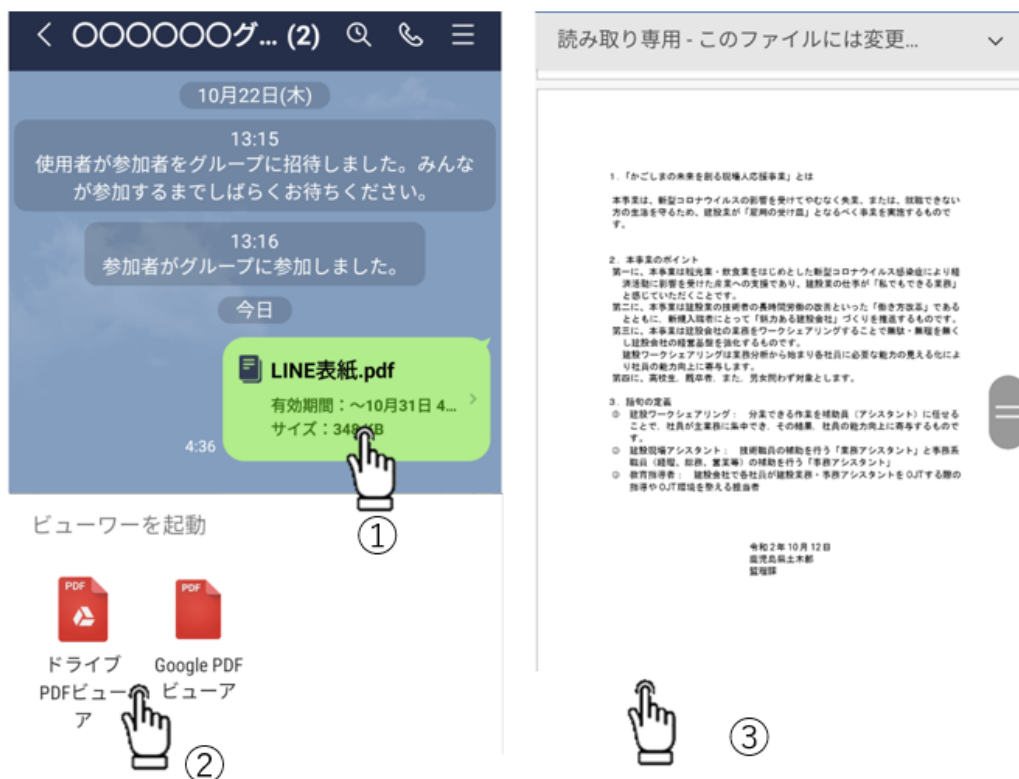 〇〇〇〇〇〇グ... (2)
10月22日(木)
13:15
使用者が参加者をグループに招待しました。みんな
が参加するまでしばらくお待ちください。
13:16
参加者がグループに参加しました。
今日
LINE表紙.pdf
有効期間：～10月31日 4...
サイズ：348 KB
4:36
①
ビューワーを起動
PDF
PDF
ドライブ
PDFビューア
Google PDF
ビューア
②
読み取り専用 - このファイルには変更...
1．「かごしまの未来を創る現場人応援事業」とは
本事業は、新型コロナウイルスの影響を受けてやむなく失業、または、就職できない
方の生活を守るため、建設業が「雇用の受け皿」となるべく事業を実施するもので
す。
2．本事業のポイント
第一に、本事業は観光業・飲食業をはじめとした新型コロナウイルス感染症により経
済活動に影響を受けた産業への支援であり、建設業の仕事が「私でもできる業務」
と感じていただくことです。
第二に、本事業は建設業の技術者の長時間労働の改善といった「働き方改革」である
とともに、新規入職者にとって「魅力ある建設会社」づくりを推進するものです。
第三に、本事業は建設会社の業務をワークシェアリングすることで無駄・無理を無く
し建設会社の経営基盤を強化するものです。
建設ワークシェアリングは業務分析から始まり各社員に必要な能力の見える化によ
り社員の能力向上に寄与します。
第四に、高校生、既卒者、また、男女問わず対象とします。
3．語句の定義
◎ 建設ワークシェアリング： 分業できる作業を補助員（アシスタント）に任せる
ことで、社員が主業務に集中でき、その結果、社員の能力向上に寄与するもので
す。
◎ 建設現場アシスタント： 技術職員の補助を行う「業務アシスタント」と事務系
職員（経理、総務、営業等）の補助を行う「事務アシスタント」
◎ 教育指導者： 建設会社で各社員が建設業務・事務アシスタントをOJTする際の
指導やOJT環境を整える担当者
令和2年10月12日
鹿児島県土木部
監理課
③